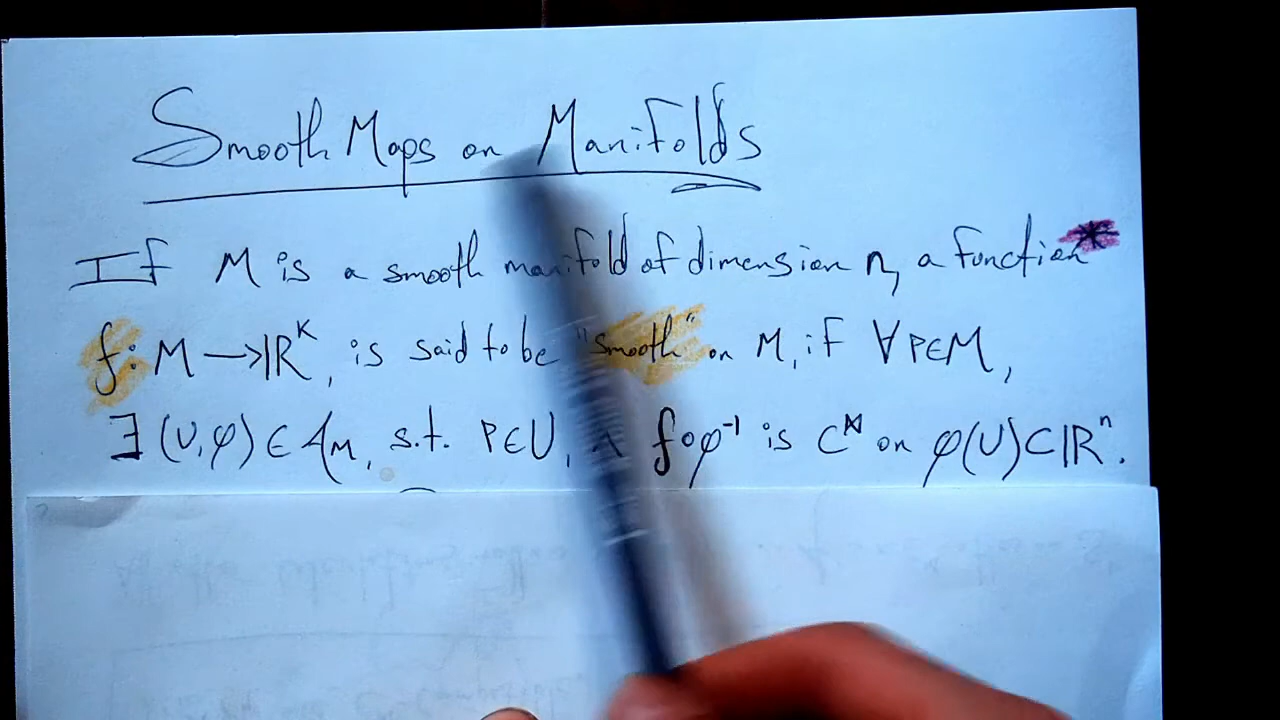 Smooth Maps on Manifolds
If M is a smooth manifold of dimension n, a function*
f: M → ℝᴷ, is said to be "smooth" on M, if ∀ p∈M,
∃ (U,φ) ∈ 𝒜_M, s.t. p∈U, ∧ f∘φ⁻¹ is C^∞ on φ(U)⊂ℝⁿ.